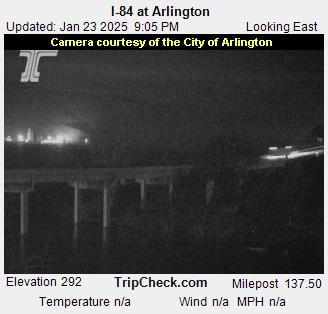 I-84 at Arlington
Updated: Jan 23 2025 9:05 PM Looking East
Camera courtesy of the City of Arlington
Elevation 292 TripCheck.com Milepost 137.50
Temperature n/a Wind n/a MPH n/a